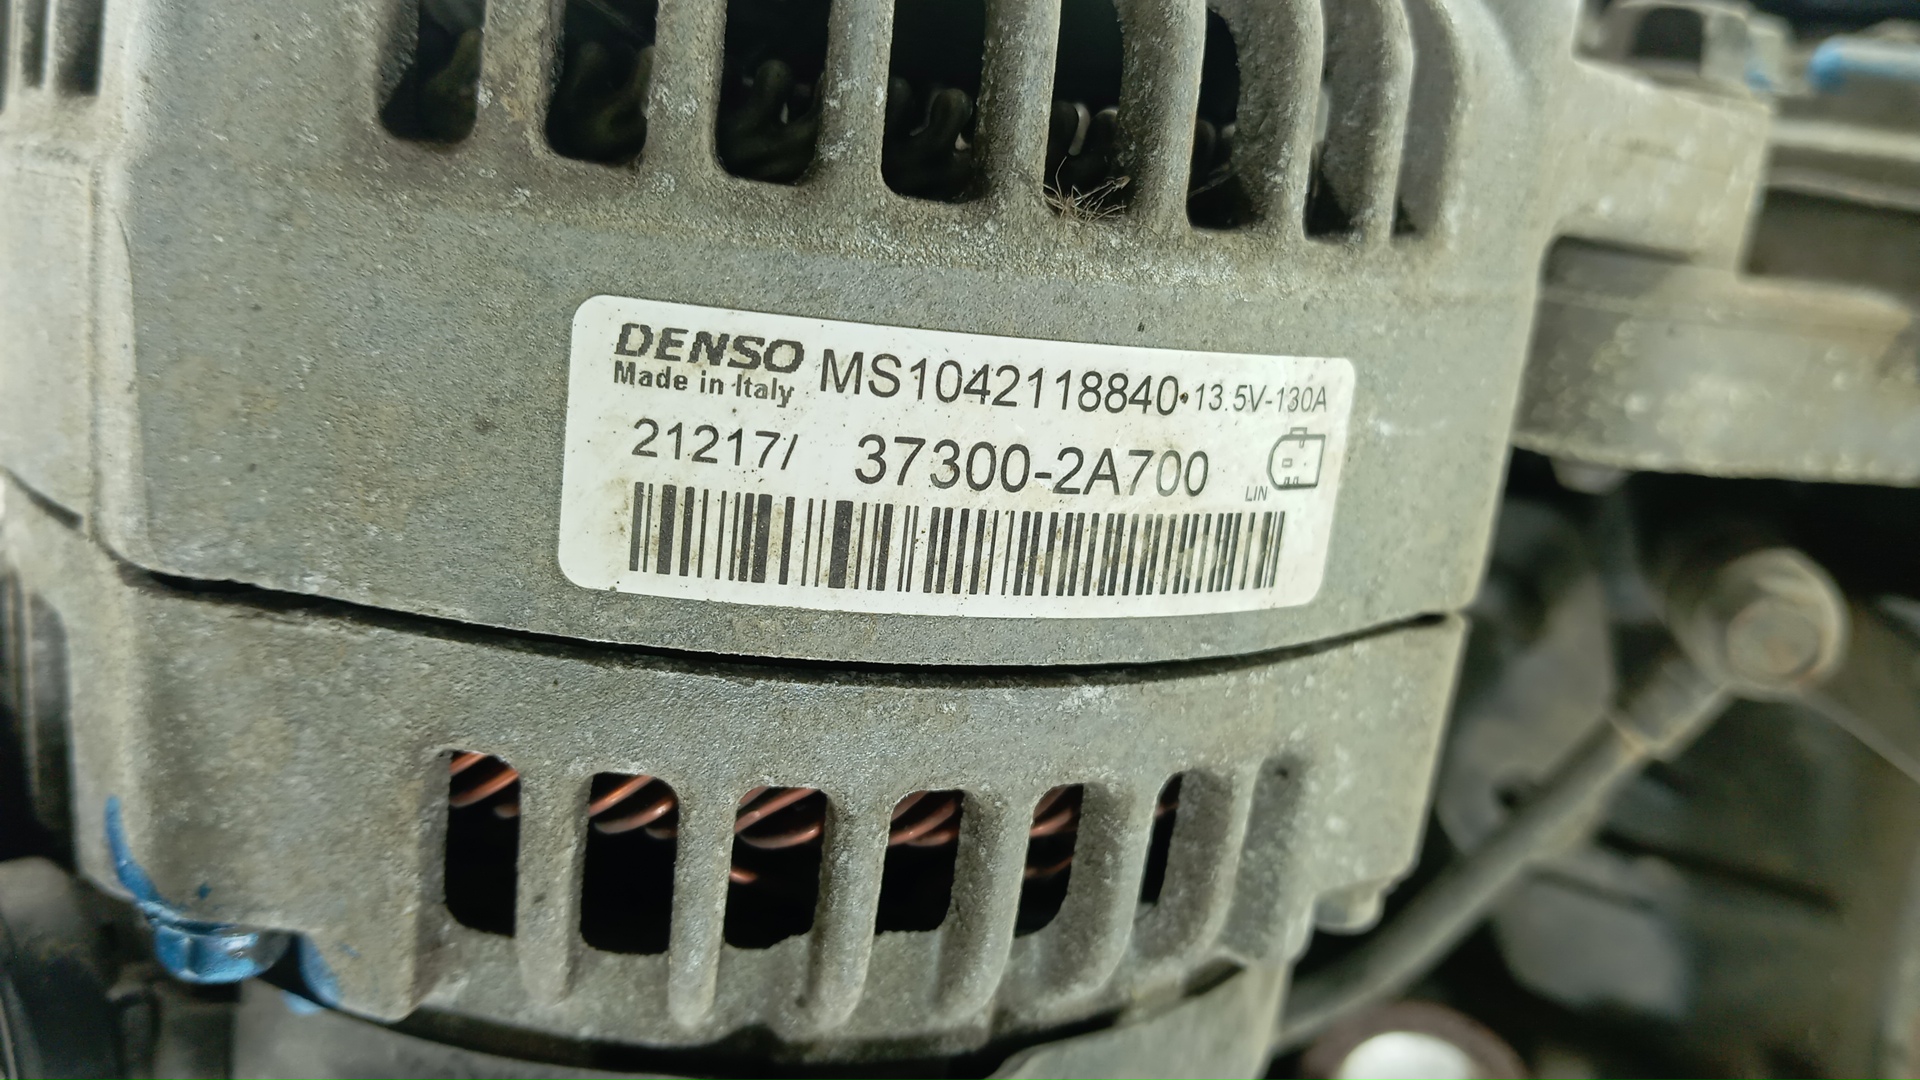 DENSO MS1042118840•13.5V-130A
Made in Italy
21217/ 37300-2A700
LIN